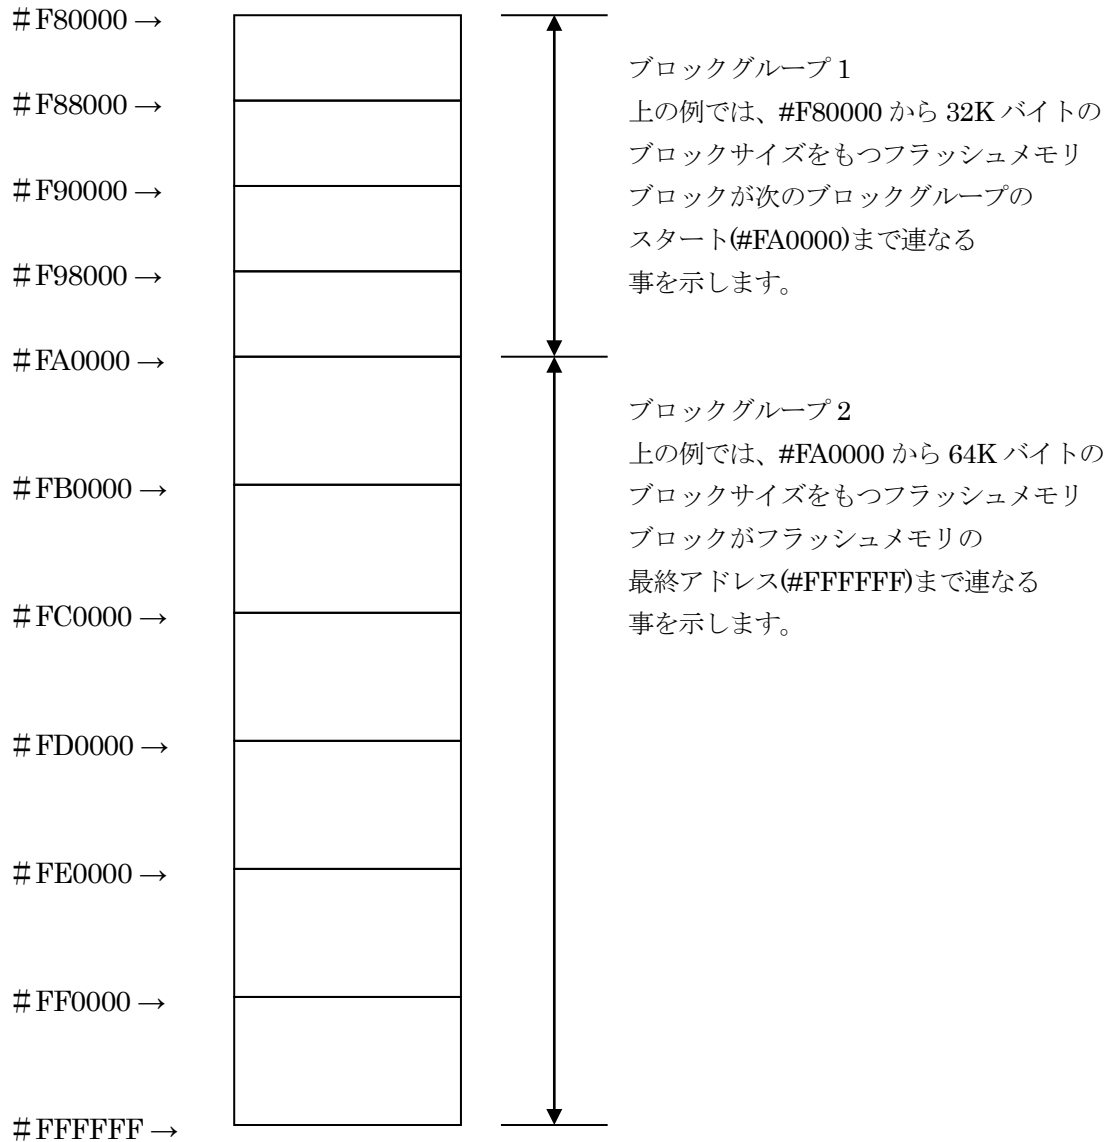 ＃F80000→
ブロックグループ 1
＃F88000→
上の例では、#F80000 から 32K バイトの
ブロックサイズをもつフラッシュメモリ
＃F90000→
ブロックが次のブロックグループの
スタート(#FA0000)まで連なる
＃F98000→
事を示します。
＃FA0000→
ブロックグループ 2
上の例では、#FA0000 から 64K バイトの
＃FB0000→
ブロックサイズをもつフラッシュメモリ
ブロックがフラッシュメモリの
最終アドレス(#FFFFFF)まで連なる
＃FC0000→
事を示します。
＃FD0000→
＃FE0000→
＃FF0000→
＃FFFFFF→